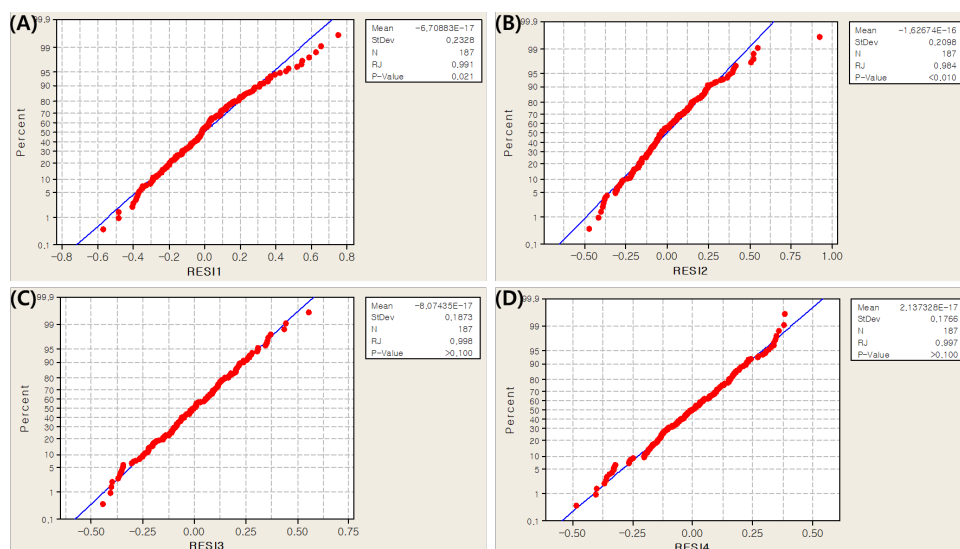 (A)
99,9
99
95
90
80
70
60
50
40
30
20
10
5
1
0,1
Percent
-0.8 -0.6 -0.4 -0.2 0.0 0.2 0.4 0.6 0.8
RESI1
Mean -6,70883E-17
StDev 0,2328
N 187
RJ 0,991
P-Value 0,021
(B)
99,9
99
95
90
80
70
60
50
40
30
20
10
5
1
0,1
Percent
-0.50 -0.25 0.00 0.25 0.50 0.75 1.00
RESI2
Mean -1,62674E-16
StDev 0,2098
N 187
RJ 0,984
P-Value <0,010
(C)
99,9
99
95
90
80
70
60
50
40
30
20
10
5
1
0,1
Percent
-0.50 -0.25 0.00 0.25 0.50 0.75
RESI3
Mean -8,07435E-17
StDev 0,1873
N 187
RJ 0,998
P-Value >0,100
(D)
99,9
99
95
90
80
70
60
50
40
30
20
10
5
1
0,1
Percent
-0.50 -0.25 0.00 0.25 0.50
RESI4
Mean 2,137328E-17
StDev 0,1766
N 187
RJ 0,997
P-Value >0,100